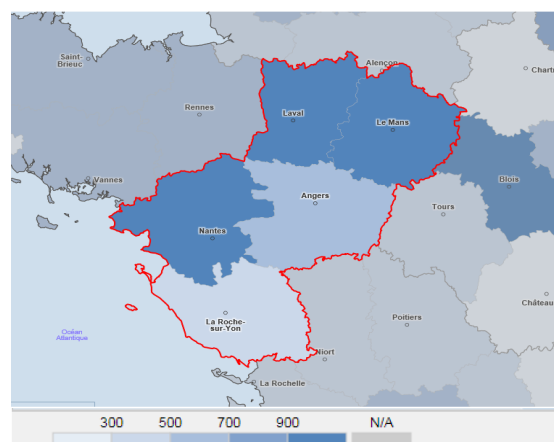 Saint-
Brieuc
Alençon
Chartr
Rennes
Laval
Le Mans
Vannes
Blois
Angers
Tours
Nantes
La Roche-
sur-Yon
Château
Poitiers
Océan
Atlantique
Niort
La Rochelle
300 500 700 900 N/A